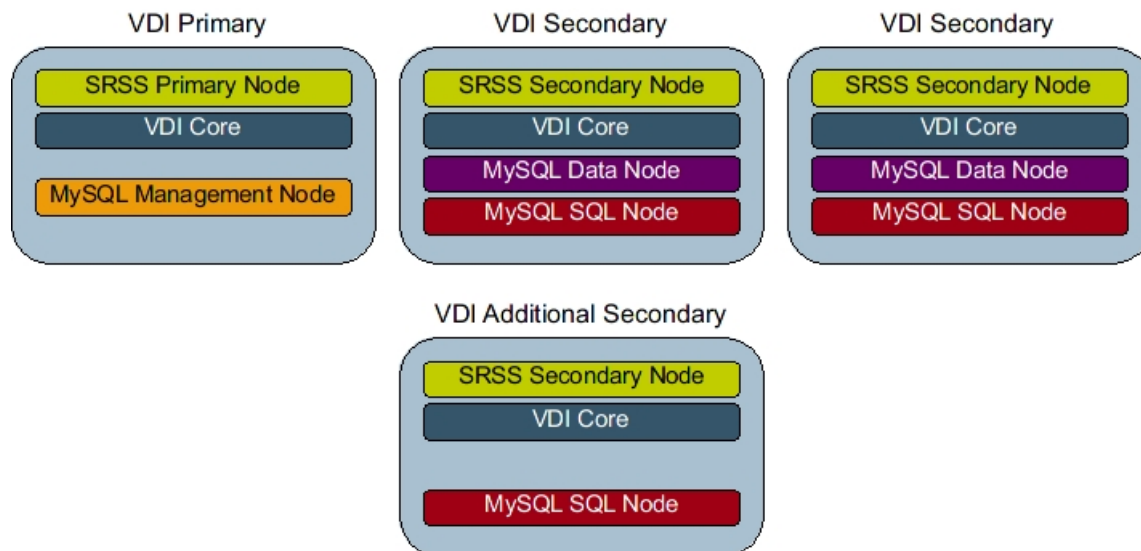 VDI Primary
VDI Secondary
VDI Secondary
SRSS Primary Node
VDI Core
MySQL Management Node
SRSS Secondary Node
VDI Core
MySQL Data Node
MySQL SQL Node
SRSS Secondary Node
VDI Core
MySQL Data Node
MySQL SQL Node
VDI Additional Secondary
SRSS Secondary Node
VDI Core
MySQL SQL Node